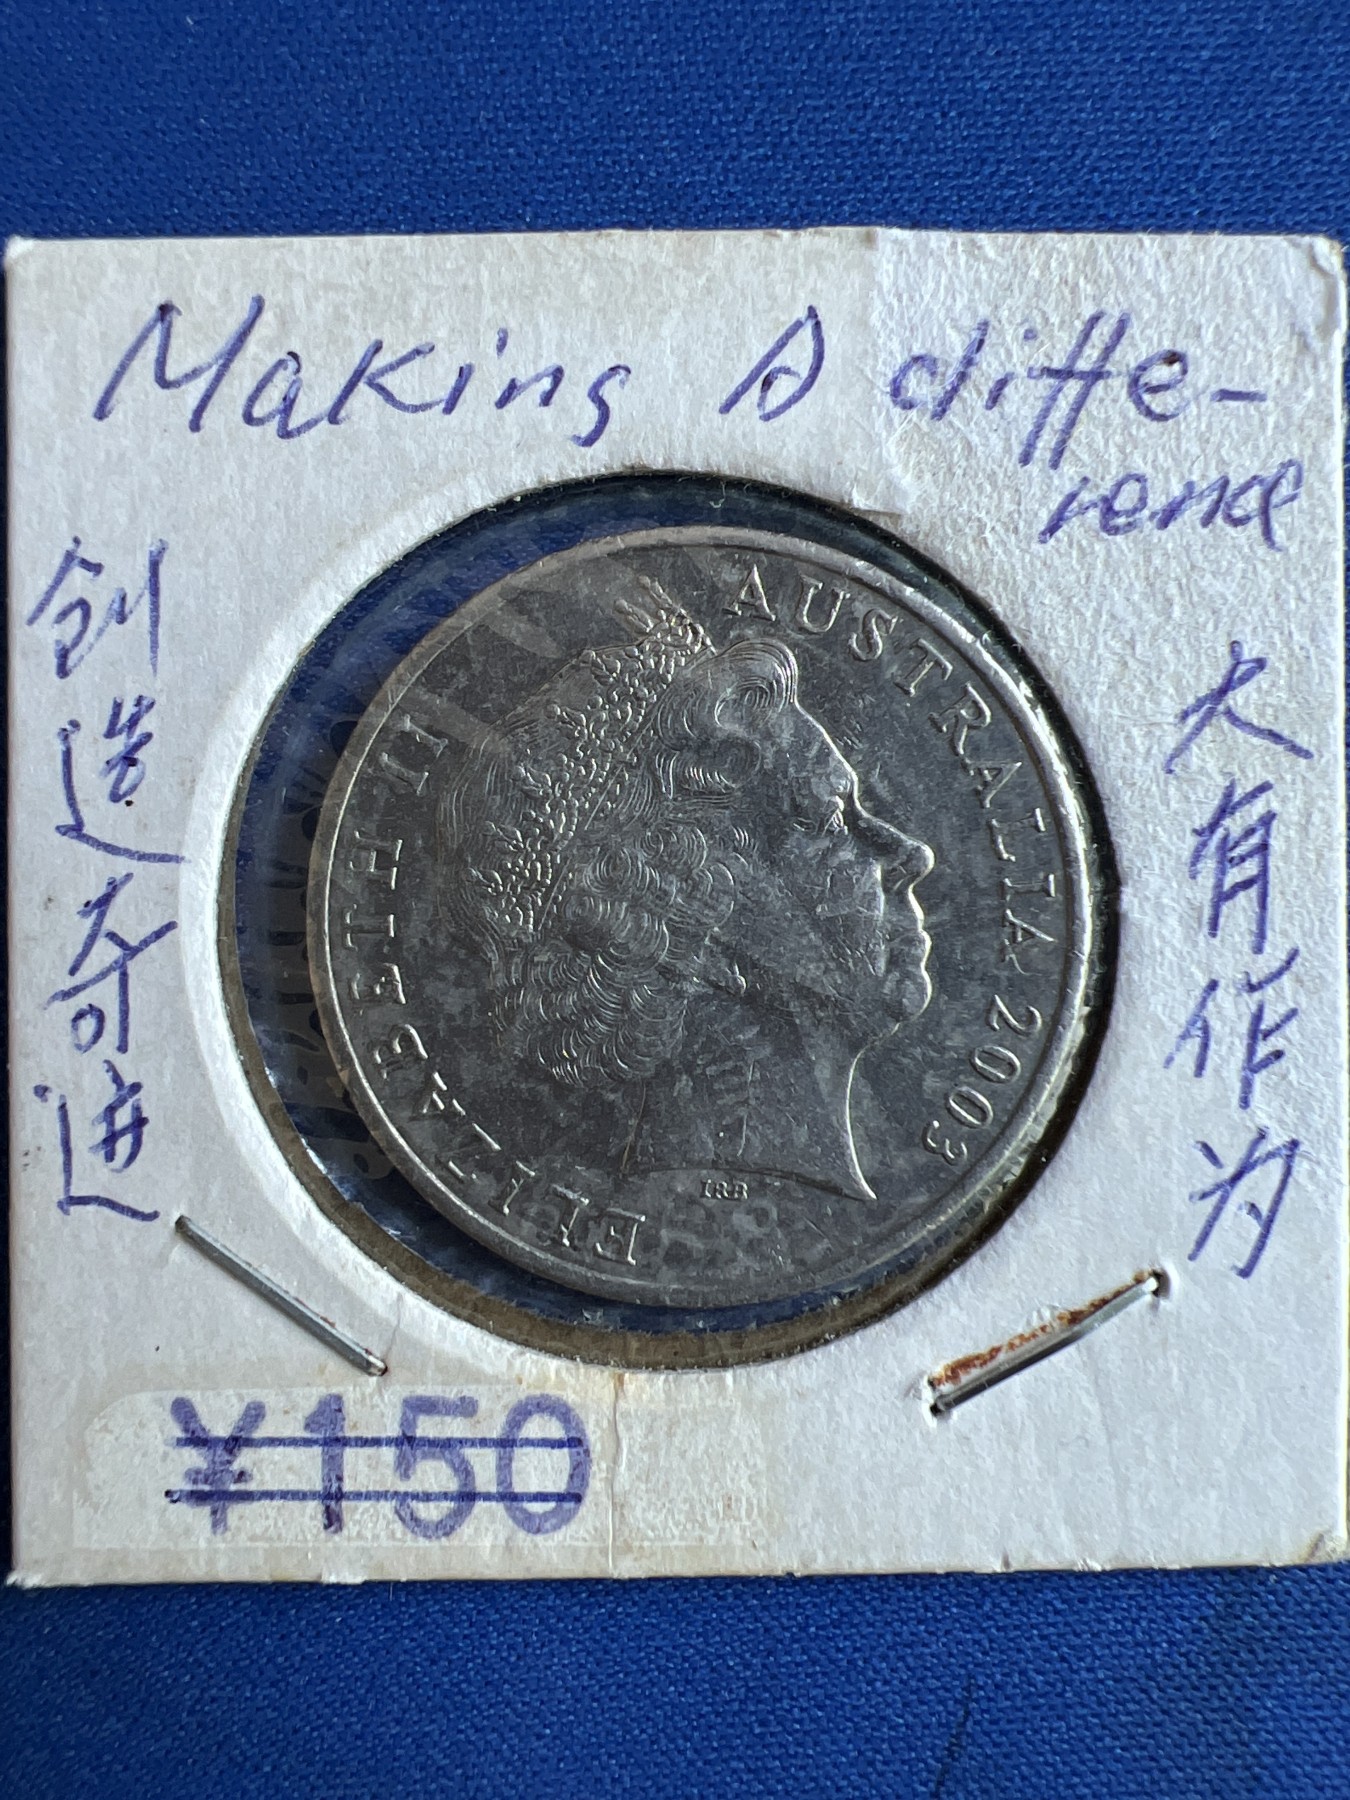 Making A diffe-
rence
创造奇迹
大有作为
ELIZABETH II
AUSTRALIA 2003
IRB
¥150